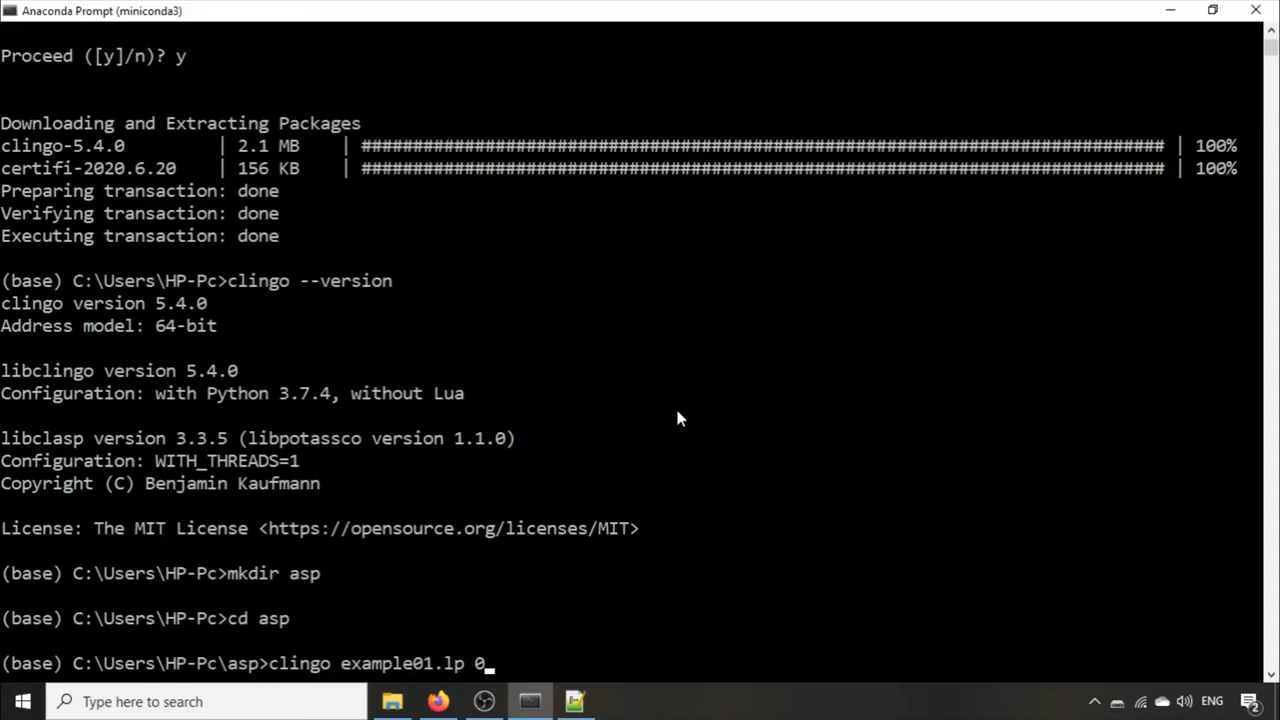 Anaconda Prompt (miniconda3)
Proceed ([y]/n)? y
Downloading and Extracting Packages
clingo-5.4.0 | 2.1 MB | ############################################################################## | 100%
certifi-2020.6.20 | 156 KB | ############################################################################## | 100%
Preparing transaction: done
Verifying transaction: done
Executing transaction: done
(base) C:\Users\HP-Pc>clingo --version
clingo version 5.4.0
Address model: 64-bit
libclingo version 5.4.0
Configuration: with Python 3.7.4, without Lua
libclasp version 3.3.5 (libpotassco version 1.1.0)
Configuration: WITH_THREADS=1
Copyright (C) Benjamin Kaufmann
License: The MIT License <https://opensource.org/licenses/MIT>
(base) C:\Users\HP-Pc>mkdir asp
(base) C:\Users\HP-Pc>cd asp
(base) C:\Users\HP-Pc\asp>clingo example01.lp 0_
Type here to search
ENG
2